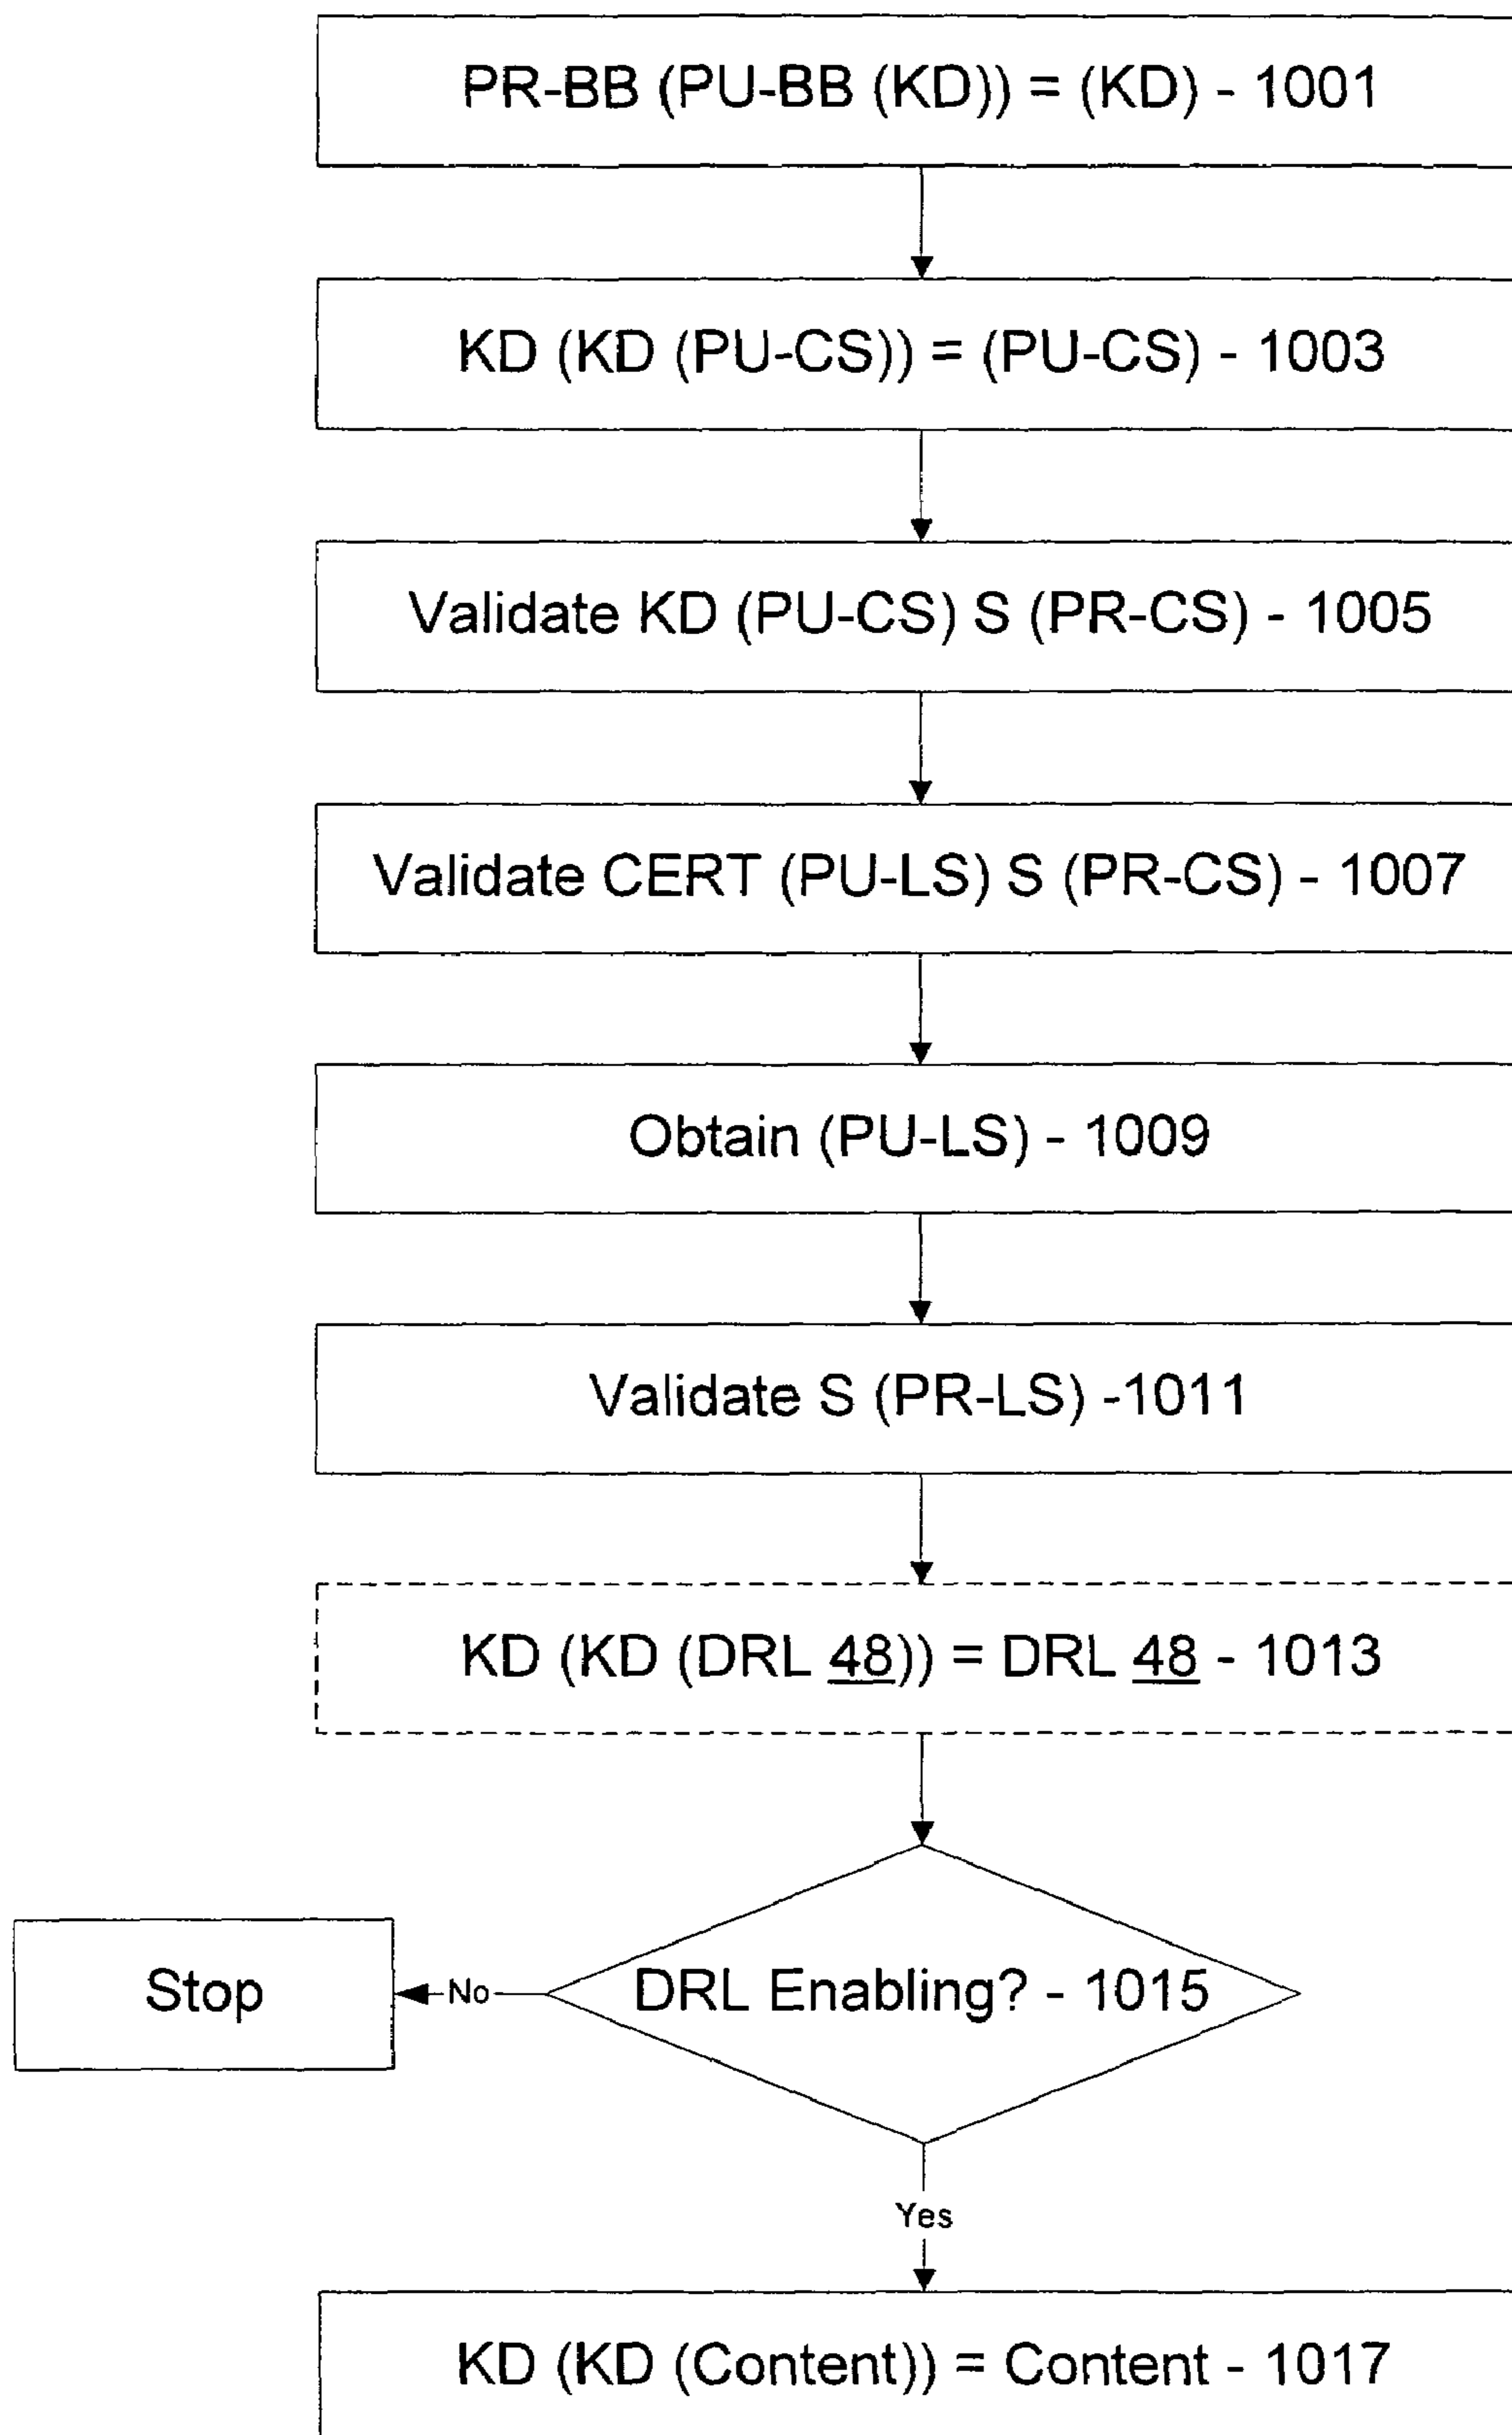 PR-BB (PU-BB (KD)) = (KD) - 1001
KD (KD (PU-CS)) = (PU-CS) - 1003
Validate KD (PU-CS) S (PR-CS) - 1005
Validate CERT (PU-LS) S (PR-CS) - 1007
Obtain (PU-LS) - 1009
Validate S (PR-LS) -1011
KD (KD (DRL 48)) = DRL 48 - 1013
DRL Enabling? - 1015
No
Stop
Yes
KD (KD (Content)) = Content - 1017